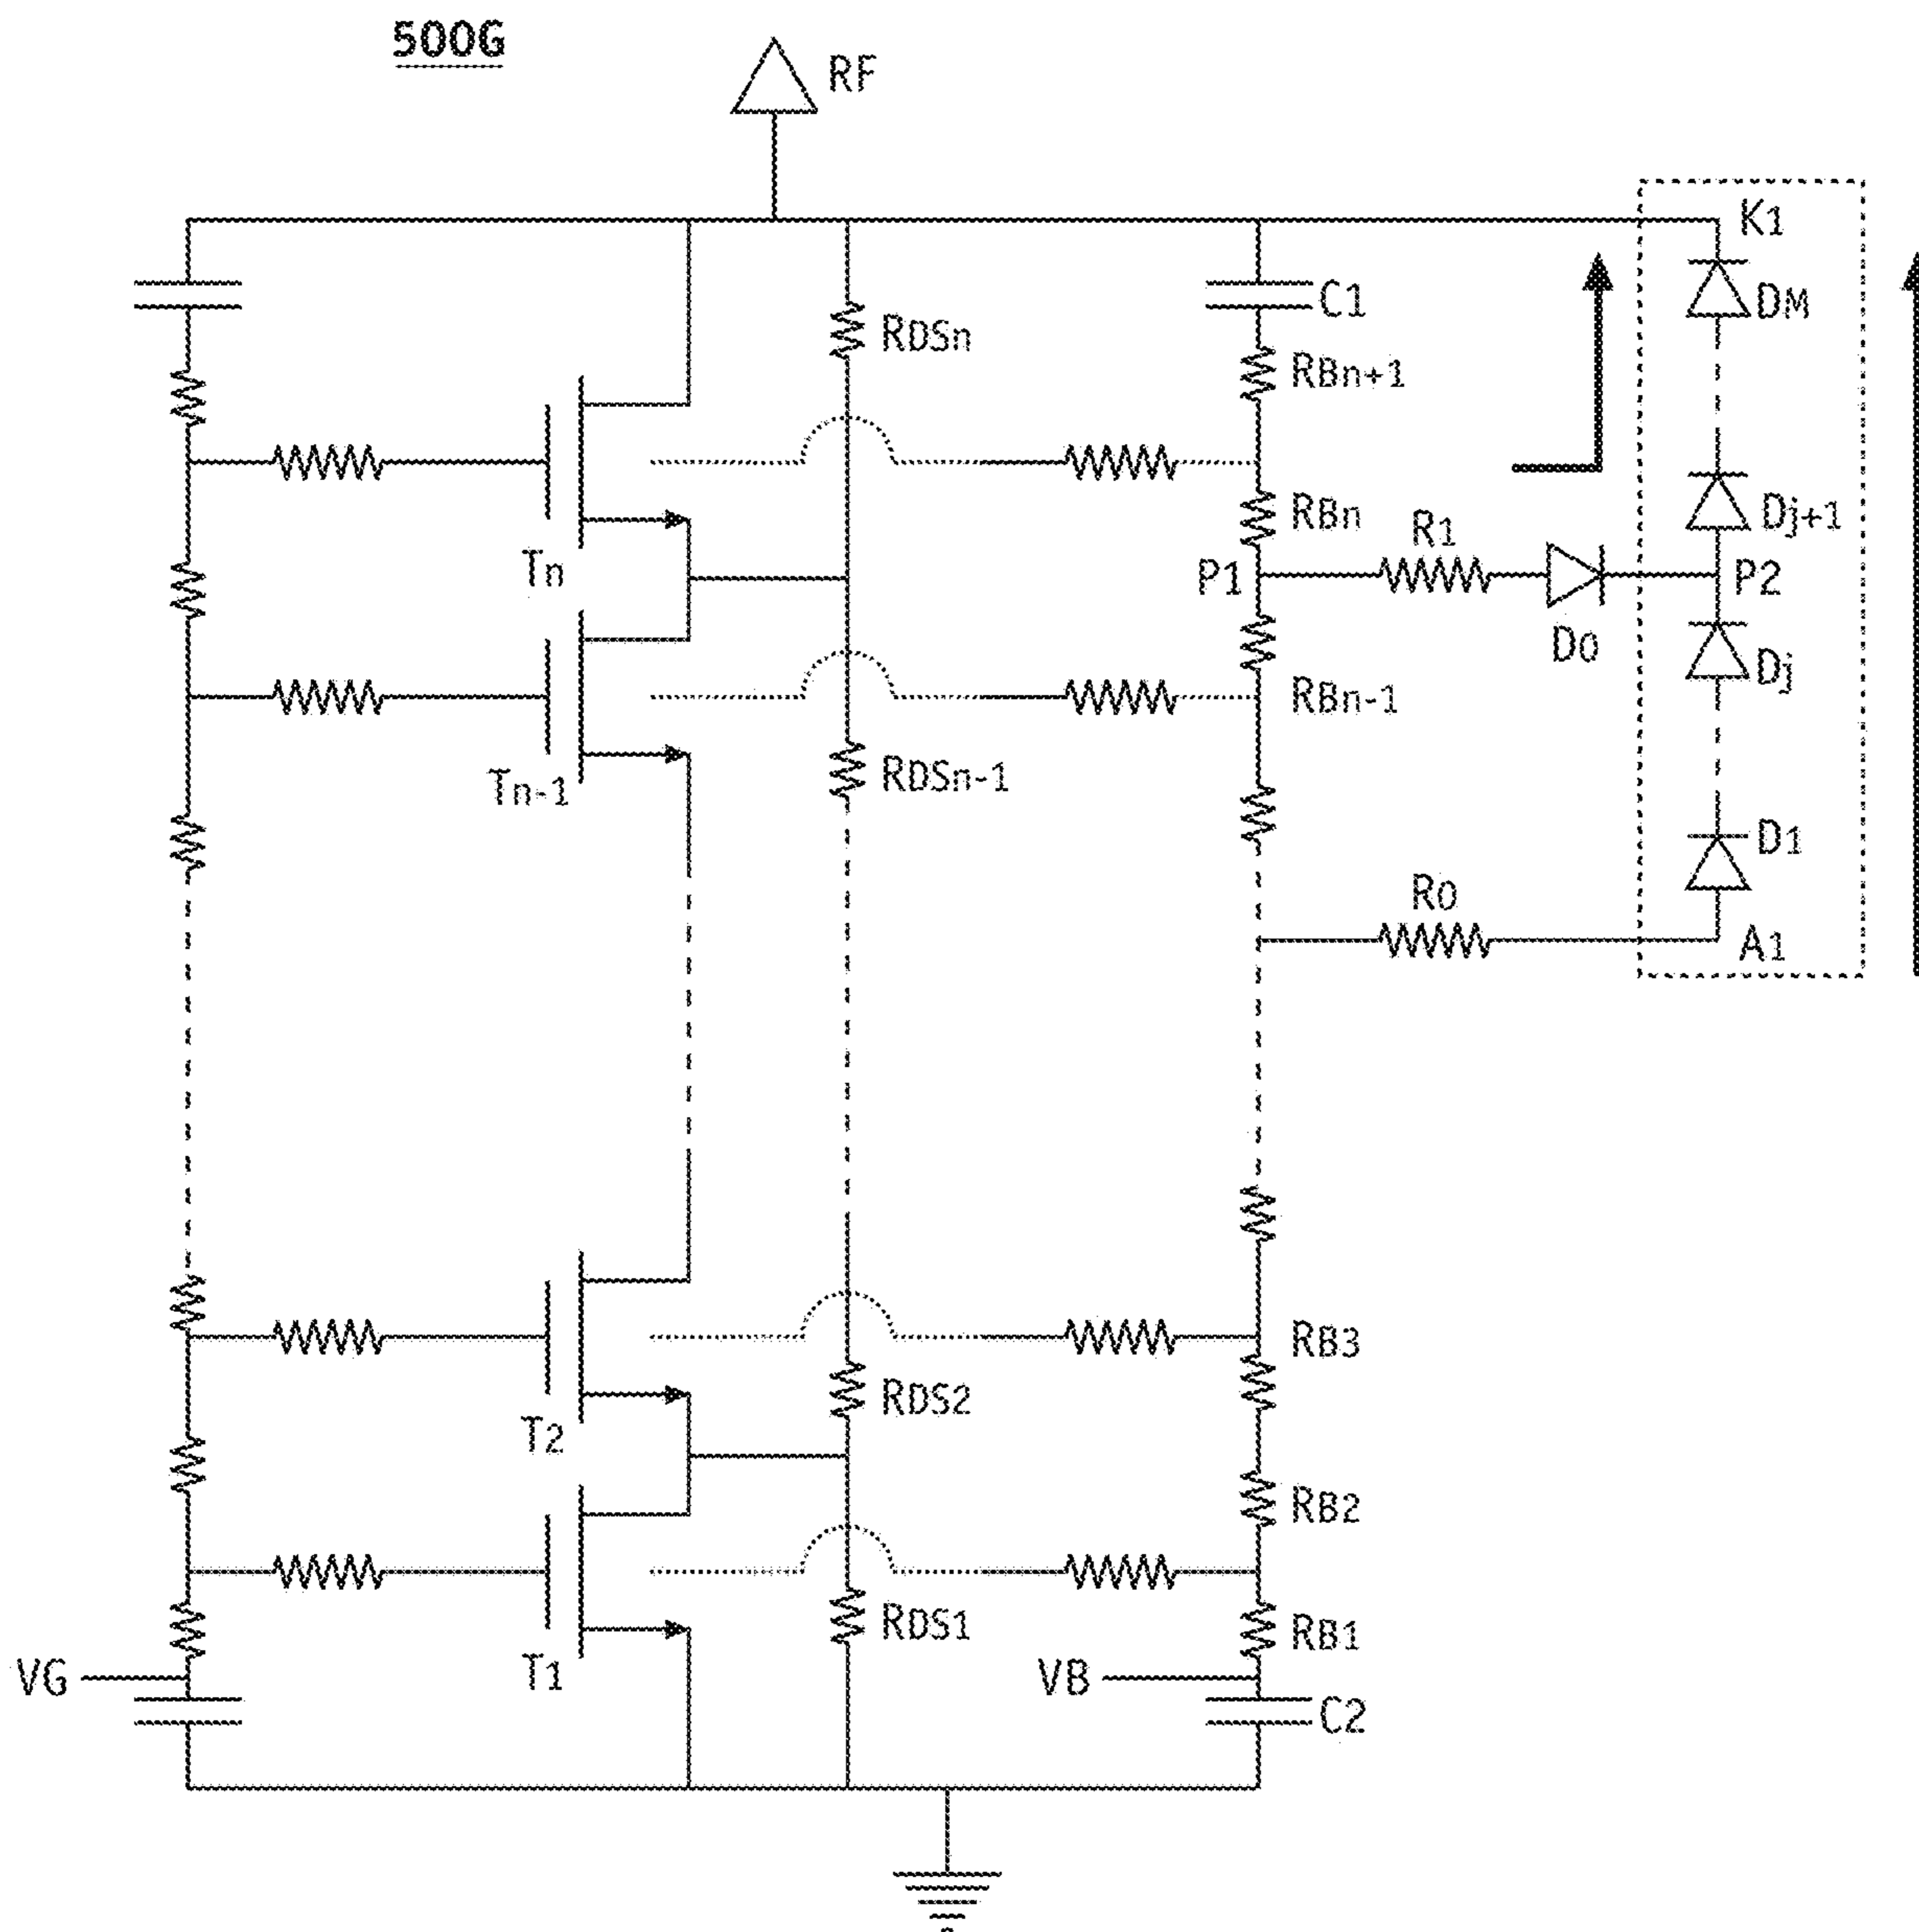 500G
RF
K1
C1
DM
RDSn
RBn+1
RBn
Dj+1
R1
Tn
P1
P2
D0
Dj
RBn-1
RDSn-1
Tn-1
D1
R0
A1
RB3
RDS2
T2
RB2
RDS1
RB1
T1
VG
VB
C2